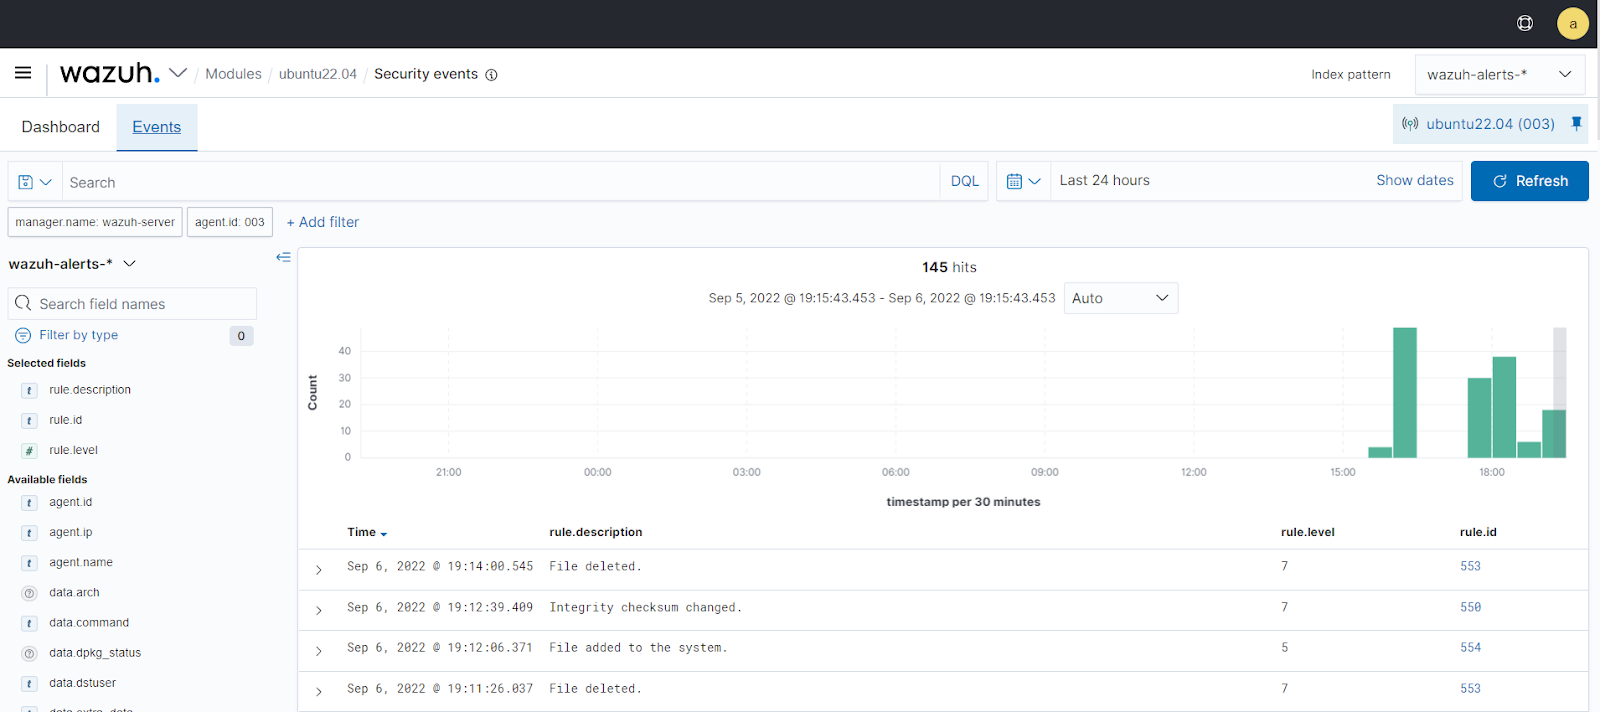 a
wazuh. / Modules / ubuntu22.04 / Security events
Index pattern wazuh-alerts-*
Dashboard Events
ubuntu22.04 (003)
Search DQL Last 24 hours Show dates Refresh
manager.name: wazuh-server agent.id: 003 + Add filter
wazuh-alerts-*
Search field names
Filter by type 0
Selected fields
t rule.description
t rule.id
# rule.level
Available fields
t agent.id
t agent.ip
t agent.name
? data.arch
t data.command
? data.dpkg_status
t data.dstuser
data.extra_data
145 hits
Sep 5, 2022 @ 19:15:43.453 - Sep 6, 2022 @ 19:15:43.453 Auto
Count
40
30
20
10
0
21:00 00:00 03:00 06:00 09:00 12:00 15:00 18:00
timestamp per 30 minutes
Time rule.description rule.level rule.id
Sep 6, 2022 @ 19:14:00.545 File deleted. 7 553
Sep 6, 2022 @ 19:12:39.409 Integrity checksum changed. 7 550
Sep 6, 2022 @ 19:12:06.371 File added to the system. 5 554
Sep 6, 2022 @ 19:11:26.037 File deleted. 7 553